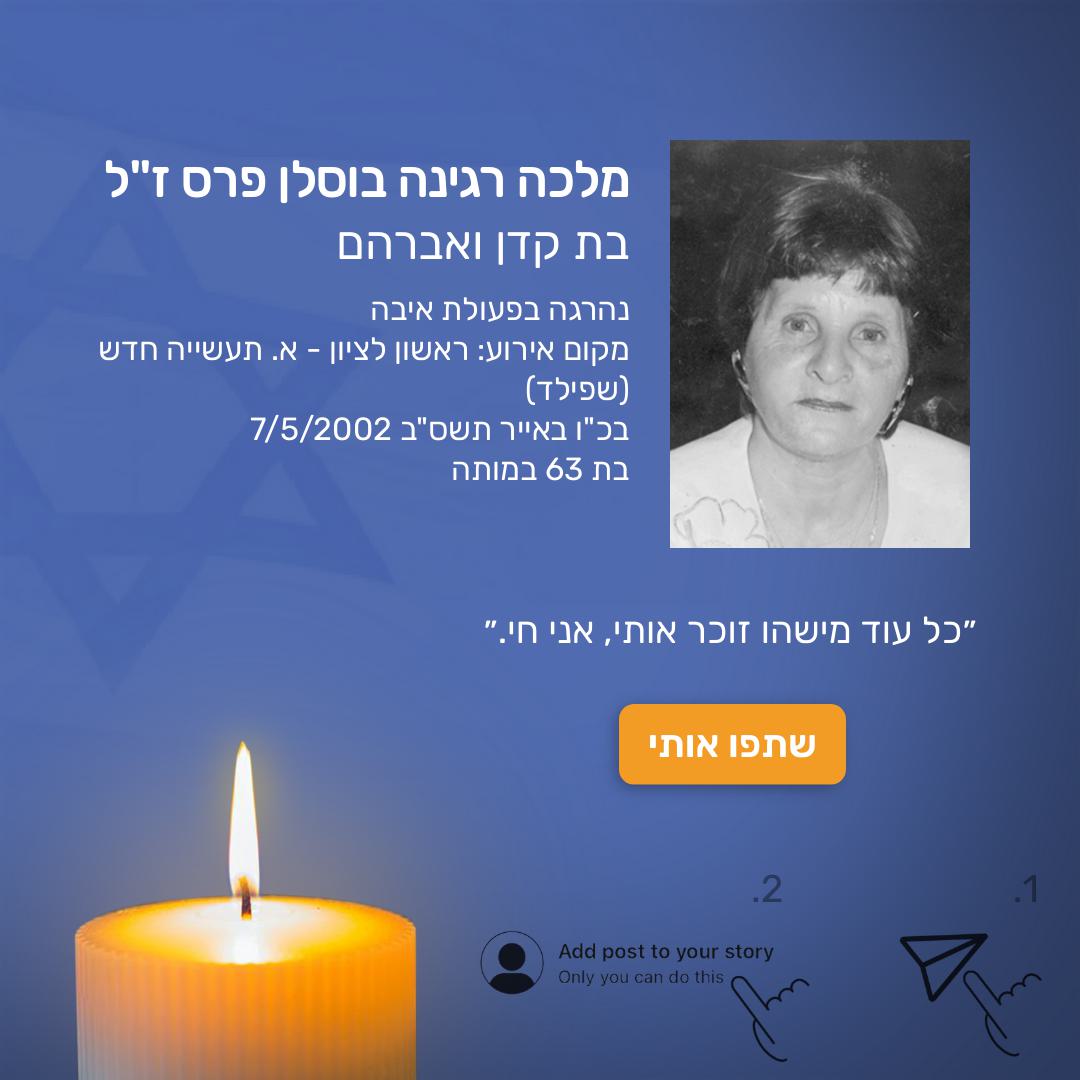 מלכה רגינה בוסלן פרס ז"ל
בת קדן ואברהם
נהרגה בפעולת איבה
מקום אירוע: ראשון לציון - א. תעשייה חדש
(שפילד)
בכ"ו באייר תשס"ב 7/5/2002
בת 63 במותה
״כל עוד מישהו זוכר אותי, אני חי.״
שתפו אותי
.1
.2
Add post to your story
Only you can do this